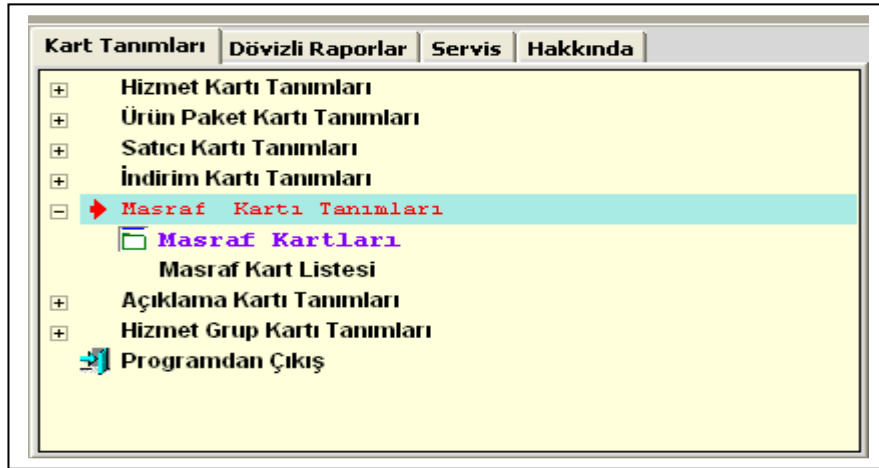 Kart Tanımları Dövizli Raporlar Servis Hakkında
Hizmet Kartı Tanımları
Ürün Paket Kartı Tanımları
Satıcı Kartı Tanımları
İndirim Kartı Tanımları
Masraf Kartı Tanımları
Masraf Kartları
Masraf Kart Listesi
Açıklama Kartı Tanımları
Hizmet Grup Kartı Tanımları
Programdan Çıkış